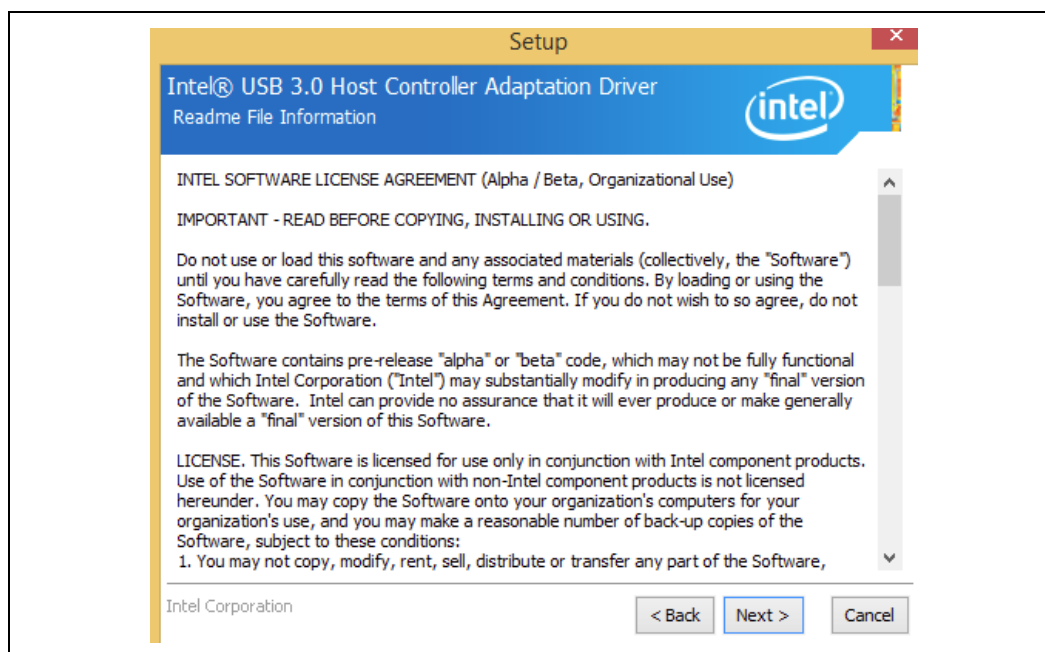 Setup
Intel® USB 3.0 Host Controller Adaptation Driver
Readme File Information
intel
INTEL SOFTWARE LICENSE AGREEMENT (Alpha / Beta, Organizational Use)
IMPORTANT - READ BEFORE COPYING, INSTALLING OR USING.
Do not use or load this software and any associated materials (collectively, the "Software")
until you have carefully read the following terms and conditions. By loading or using the
Software, you agree to the terms of this Agreement. If you do not wish to so agree, do not
install or use the Software.
The Software contains pre-release "alpha" or "beta" code, which may not be fully functional
and which Intel Corporation ("Intel") may substantially modify in producing any "final" version
of the Software. Intel can provide no assurance that it will ever produce or make generally
available a "final" version of this Software.
LICENSE. This Software is licensed for use only in conjunction with Intel component products.
Use of the Software in conjunction with non-Intel component products is not licensed
hereunder. You may copy the Software onto your organization's computers for your
organization's use, and you may make a reasonable number of back-up copies of the
Software, subject to these conditions:
1. You may not copy, modify, rent, sell, distribute or transfer any part of the Software,
Intel Corporation
< Back Next > Cancel